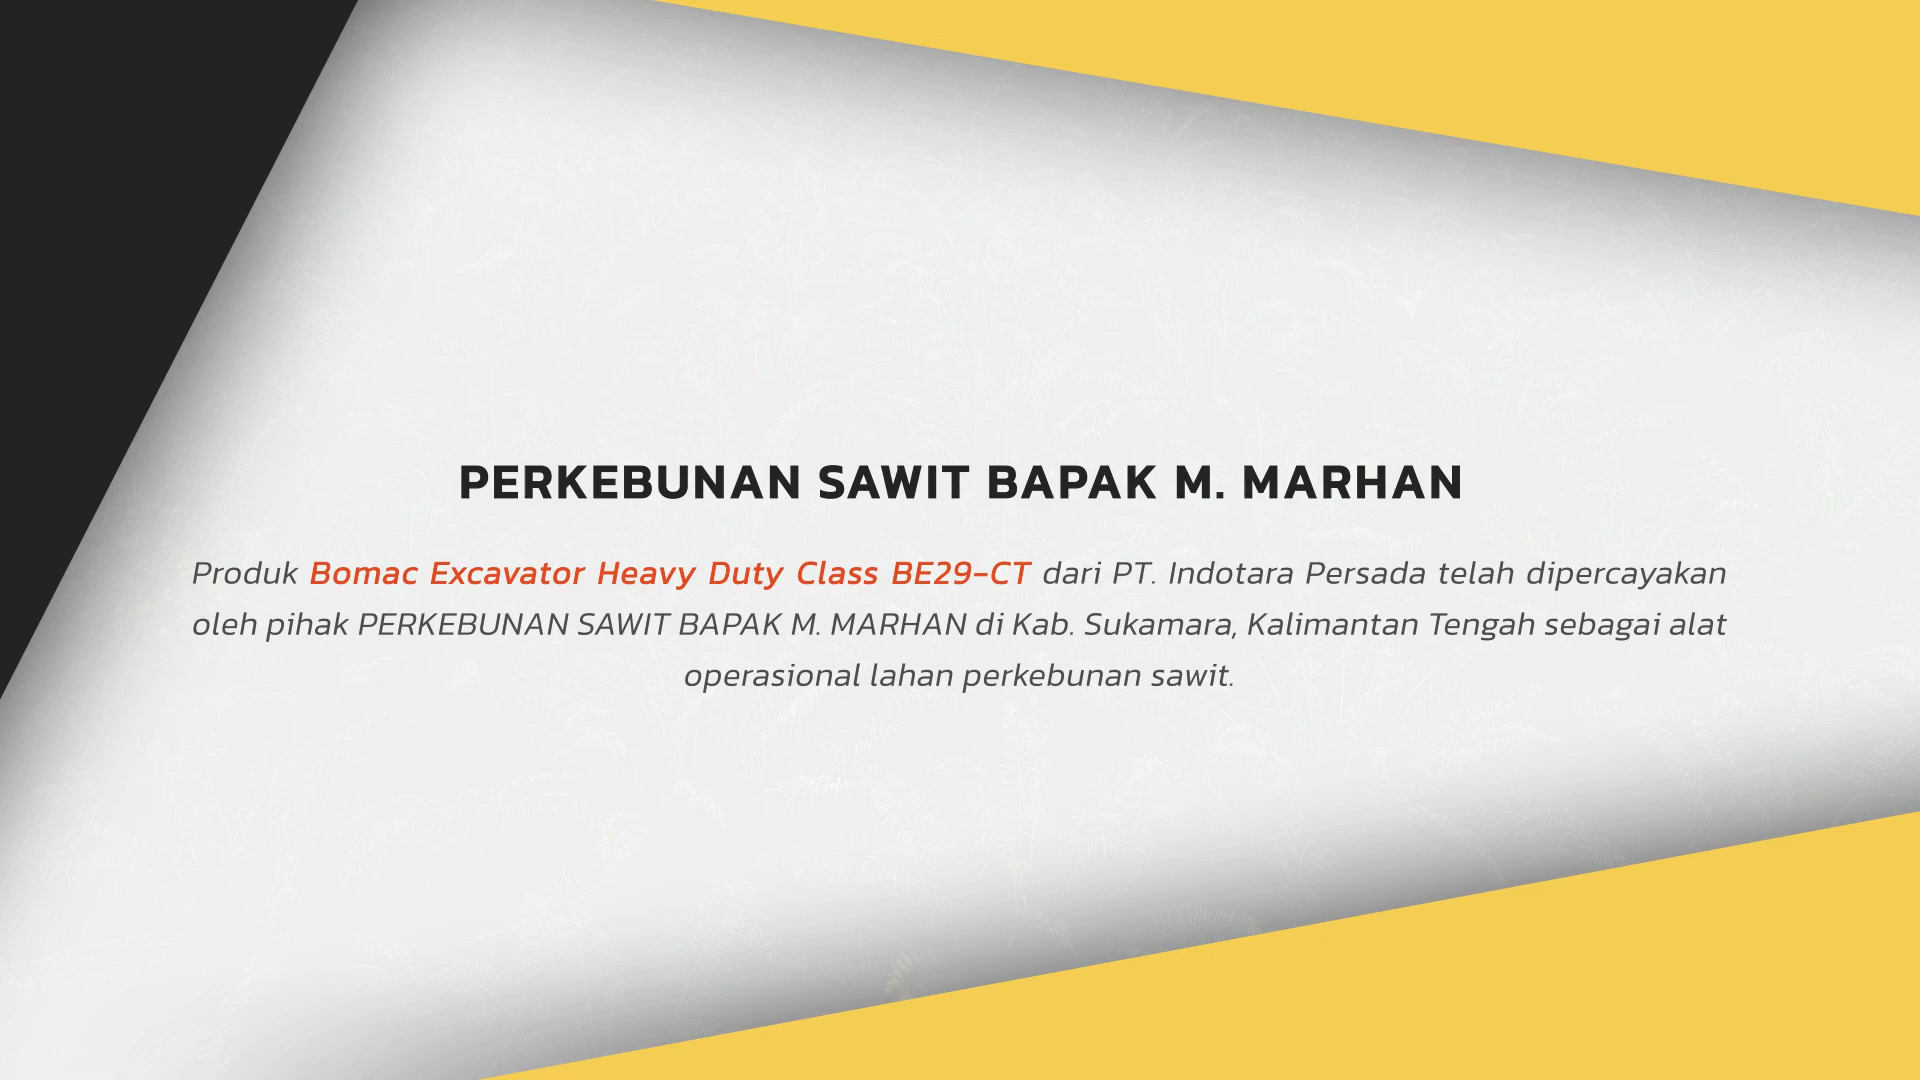 PERKEBUNAN SAWIT BAPAK M. MARHAN
Produk Bomac Excavator Heavy Duty Class BE29-CT dari PT. Indotara Persada telah dipercayakan
oleh pihak PERKEBUNAN SAWIT BAPAK M. MARHAN di Kab. Sukamara, Kalimantan Tengah sebagai alat
operasional lahan perkebunan sawit.